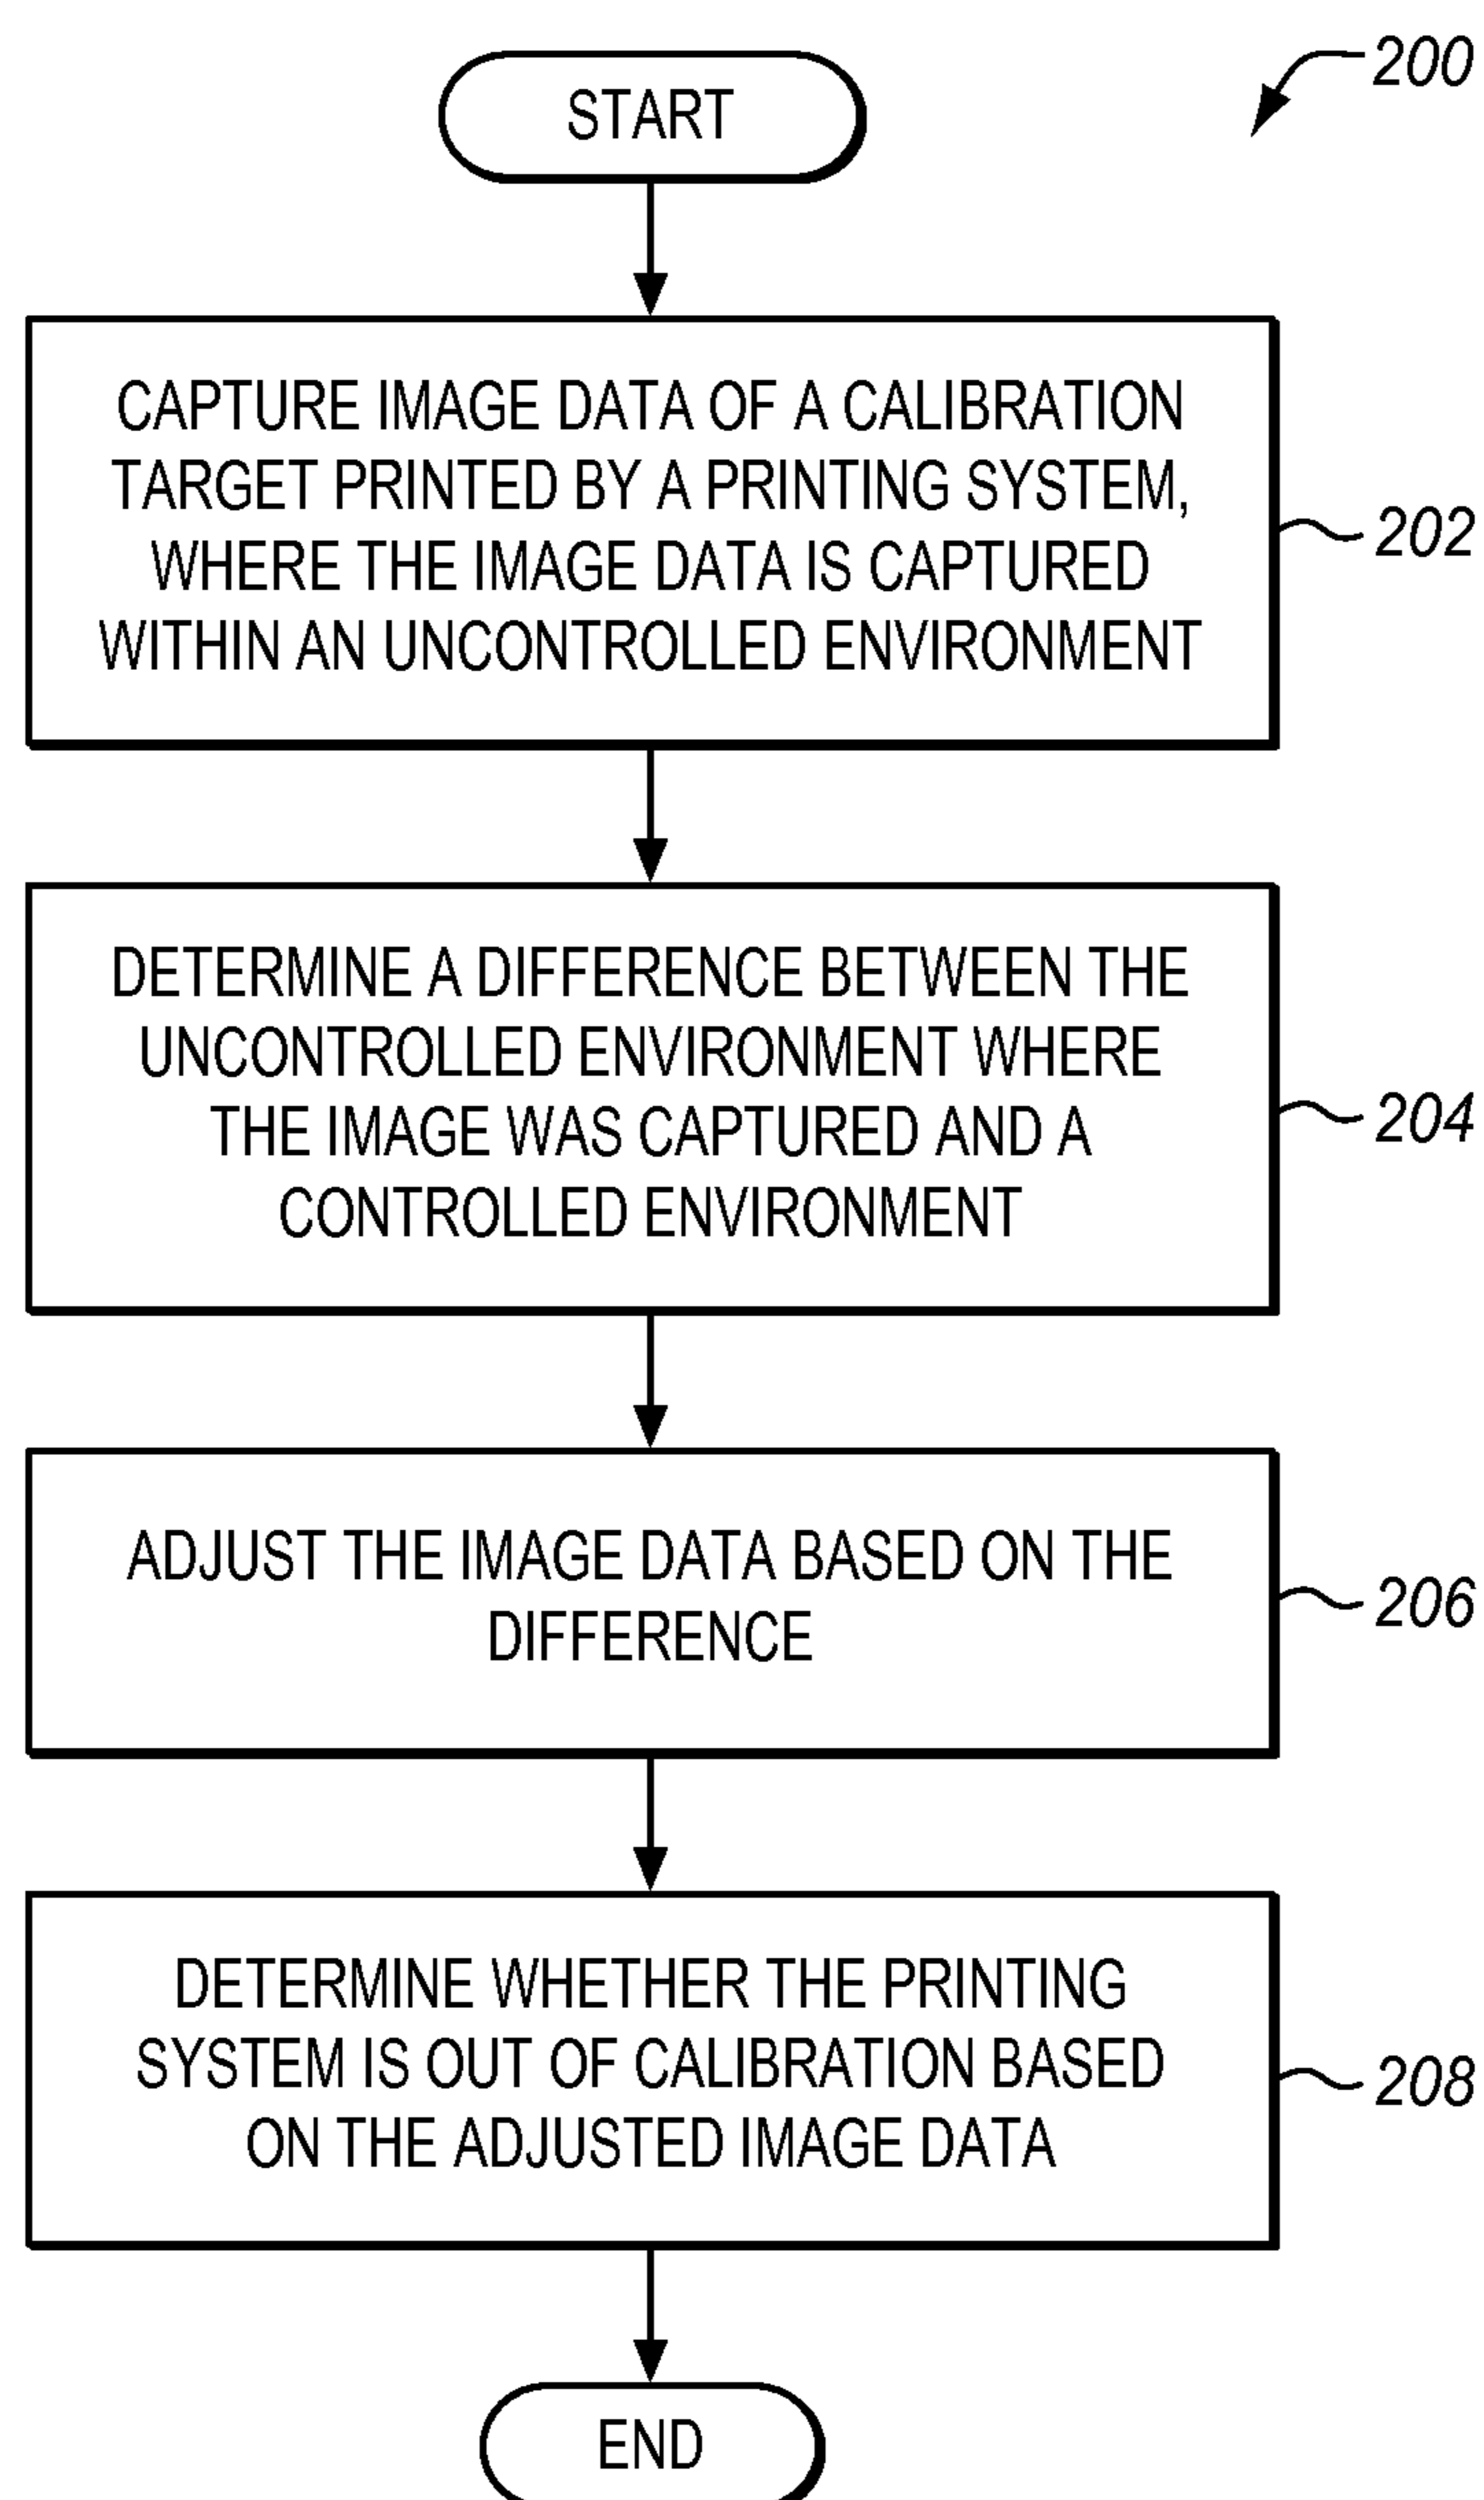 START
200
CAPTURE IMAGE DATA OF A CALIBRATION
TARGET PRINTED BY A PRINTING SYSTEM,
WHERE THE IMAGE DATA IS CAPTURED
WITHIN AN UNCONTROLLED ENVIRONMENT
202
DETERMINE A DIFFERENCE BETWEEN THE
UNCONTROLLED ENVIRONMENT WHERE
THE IMAGE WAS CAPTURED AND A
CONTROLLED ENVIRONMENT
204
ADJUST THE IMAGE DATA BASED ON THE
DIFFERENCE
206
DETERMINE WHETHER THE PRINTING
SYSTEM IS OUT OF CALIBRATION BASED
ON THE ADJUSTED IMAGE DATA
208
END